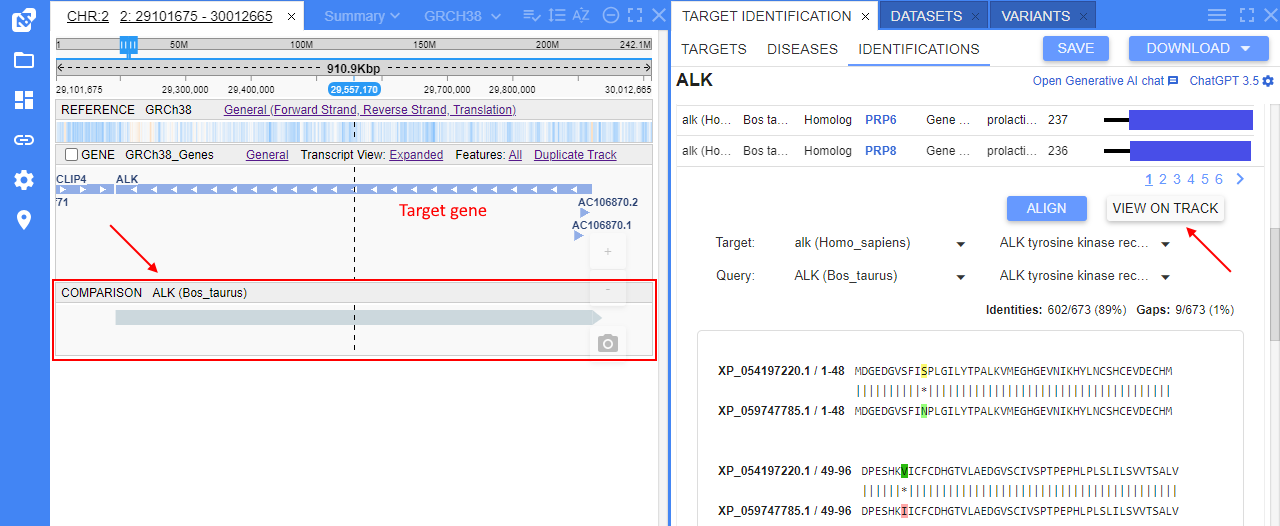 CHR:2 2: 29101675 - 30012665 ×
Summary GRCH38
1 50M 100M 150M 200M 242.1M
910.9Kbp
29,101,675 29,300,000 29,400,000 29,557,170 29,700,000 29,800,000 30,012,665
REFERENCE GRCh38 General (Forward Strand, Reverse Strand, Translation)
GENE GRCh38_Genes General Transcript View: Expanded Features: All Duplicate Track
CLIP4 ALK
F71 Target gene AC106870.2
AC106870.1
+
COMPARISON ALK (Bos_taurus)
-
TARGET IDENTIFICATION × DATASETS × VARIANTS ×
TARGETS DISEASES IDENTIFICATIONS SAVE DOWNLOAD
ALK Open Generative AI chat ChatGPT 3.5
alk (Ho… Bos ta… Homolog PRP6 Gene … prolacti… 237
alk (Ho… Bos ta… Homolog PRP8 Gene … prolacti… 236
1 2 3 4 5 6
ALIGN VIEW ON TRACK
Target: alk (Homo_sapiens) ALK tyrosine kinase rec...
Query: ALK (Bos_taurus) ALK tyrosine kinase rec...
Identities: 602/673 (89%) Gaps: 9/673 (1%)
XP_054197220.1 / 1-48 MDGEDGVSFISPLGILYTPALKVMEGHGEVNIKHYLNCSHCEVDECHM
||||||||||*|||||||||||||||||||||||||||||||||||||
XP_059747785.1 / 1-48 MDGEDGVSFINPLGILYTPALKVMEGHGEVNIKHYLNCSHCEVDECHM
XP_054197220.1 / 49-96 DPESHKVICFCDHGTVLAEDGVSCIVSPTPEPHLPLSLILSVVTSALV
||||||*|||||||||||||||||||||||||||||||||||||||||
XP_059747785.1 / 49-96 DPESHKIICFCDHGTVLAEDGVSCIVSPTPEPHLPLSLILSVVTSALV